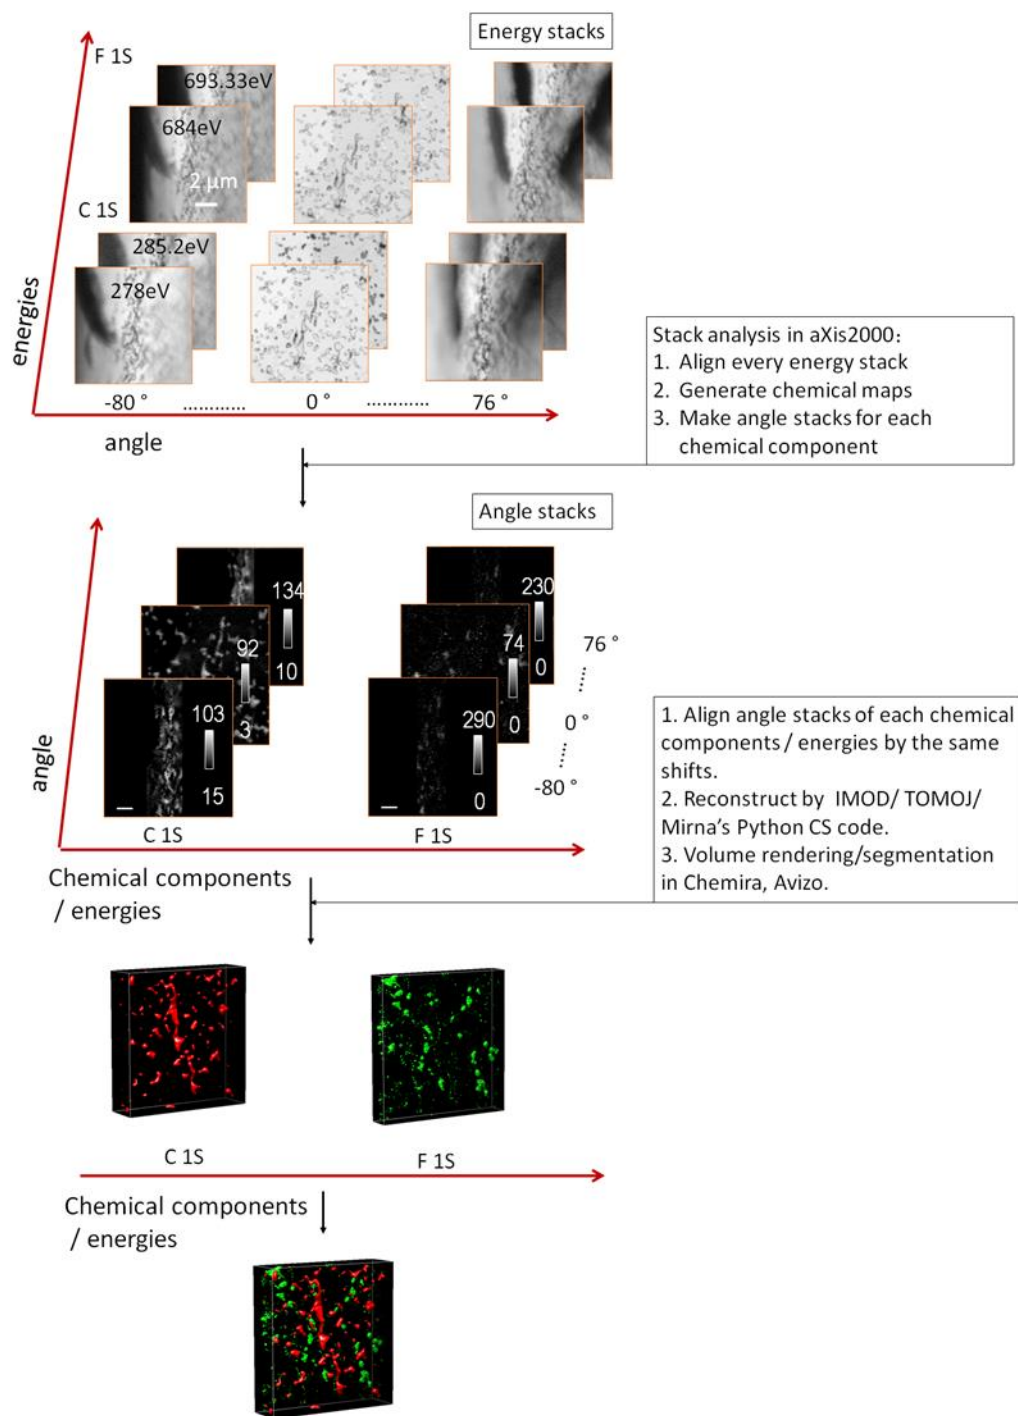 Energy stacks
F 1S
693.33eV
684eV
2 μm
C 1S
285.2eV
278eV
energies
-80 ° ............ 0 ° ............ 76 °
angle
Stack analysis in aXis2000:
1. Align every energy stack
2. Generate chemical maps
3. Make angle stacks for each
chemical component
Angle stacks
134
10
92
3
103
15
230
0
74
0
290
0
76 °
0 °
-80 °
angle
C 1S
F 1S
Chemical components
/ energies
1. Align angle stacks of each chemical
components / energies by the same
shifts.
2. Reconstruct by IMOD/ TOMOJ/
Mirna's Python CS code.
3. Volume rendering/segmentation
in Chemira, Avizo.
C 1S
F 1S
Chemical components
/ energies